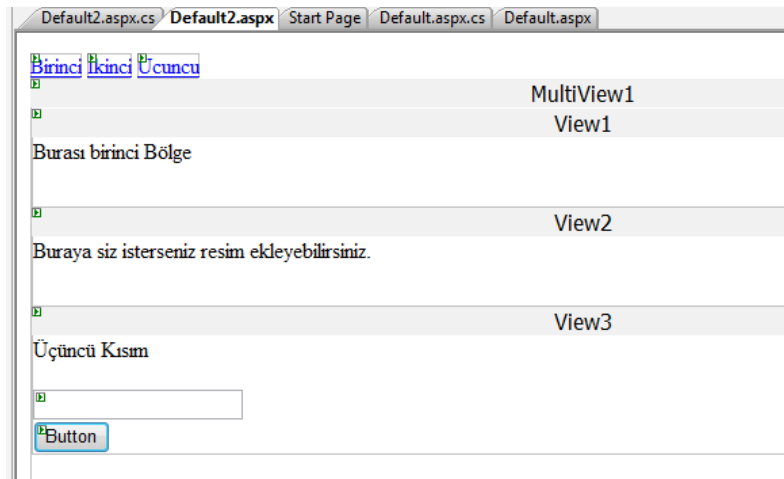 Default2.aspx.cs Default2.aspx Start Page Default.aspx.cs Default.aspx
Birinci İkinci Ucuncu
MultiView1
View1
Burası birinci Bölge
View2
Buraya siz isterseniz resim ekleyebilirsiniz.
View3
Üçüncü Kısım
Button